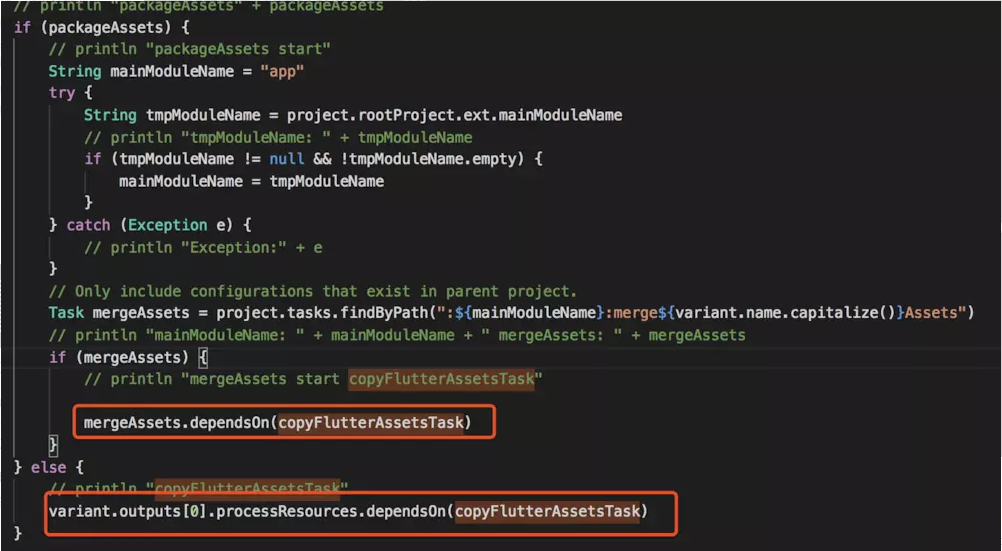 // println "packageAssets" + packageAssets
if (packageAssets) {
// println "packageAssets start"
String mainModuleName = "app"
try {
String tmpModuleName = project.rootProject.ext.mainModuleName
// println "tmpModuleName: " + tmpModuleName
if (tmpModuleName != null && !tmpModuleName.empty) {
mainModuleName = tmpModuleName
}
} catch (Exception e) {
// println "Exception:" + e
}
// Only include configurations that exist in parent project.
Task mergeAssets = project.tasks.findByPath(":${mainModuleName}:merge${variant.name.capitalize()}Assets")
// println "mainModuleName: " + mainModuleName + " mergeAssets: " + mergeAssets
if (mergeAssets) {
// println "mergeAssets start copyFlutterAssetsTask"
mergeAssets.dependsOn(copyFlutterAssetsTask)
}
} else {
// println "copyFlutterAssetsTask"
variant.outputs[0].processResources.dependsOn(copyFlutterAssetsTask)
}